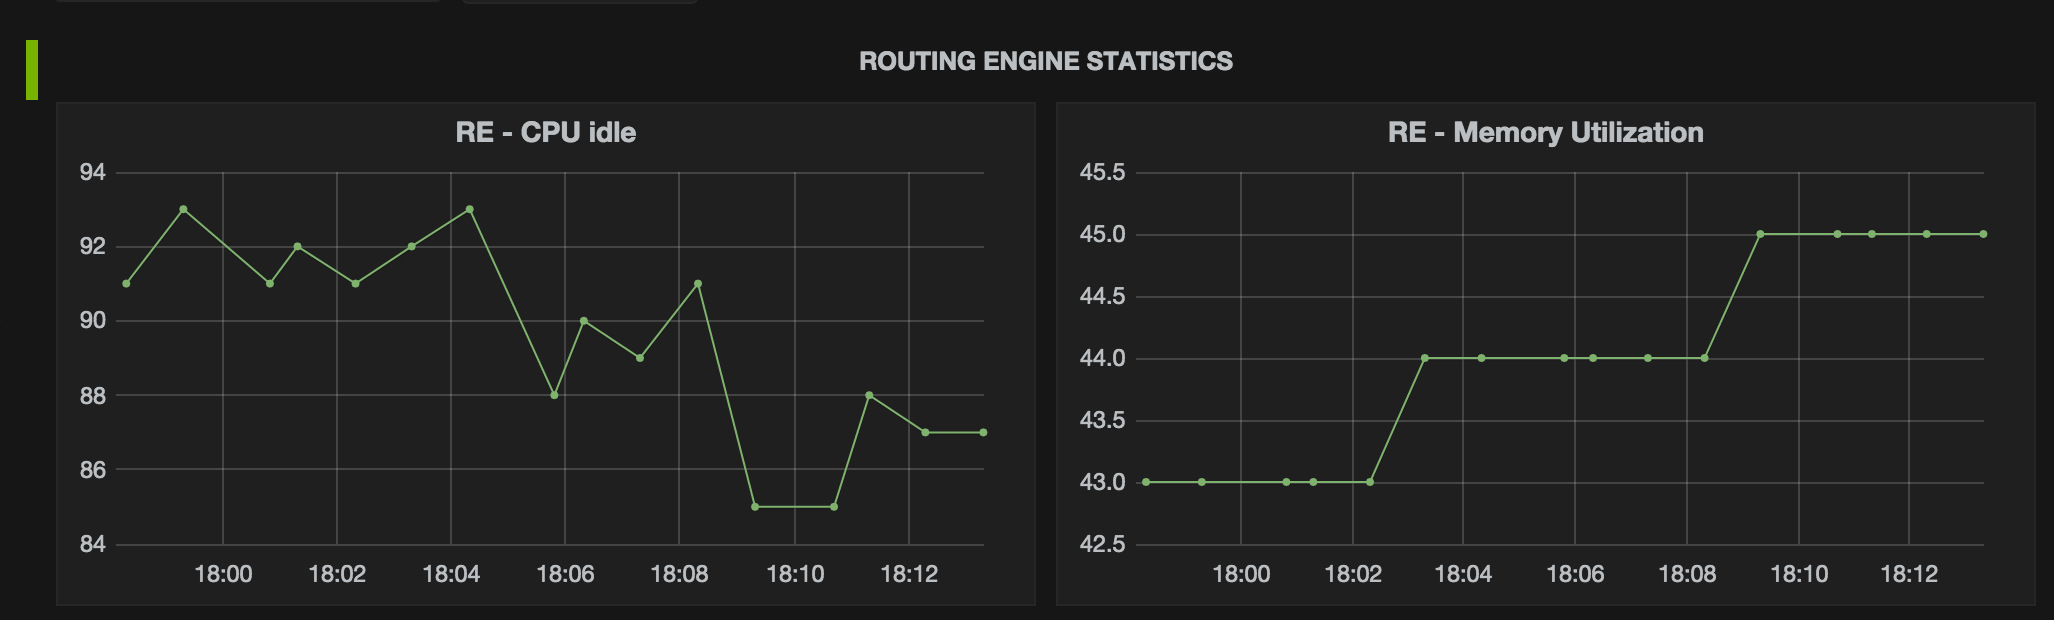 ROUTING ENGINE STATISTICS
RE - CPU idle
94
92
90
88
86
84
18:00 18:02 18:04 18:06 18:08 18:10 18:12
RE - Memory Utilization
45.5
45.0
44.5
44.0
43.5
43.0
42.5
18:00 18:02 18:04 18:06 18:08 18:10 18:12